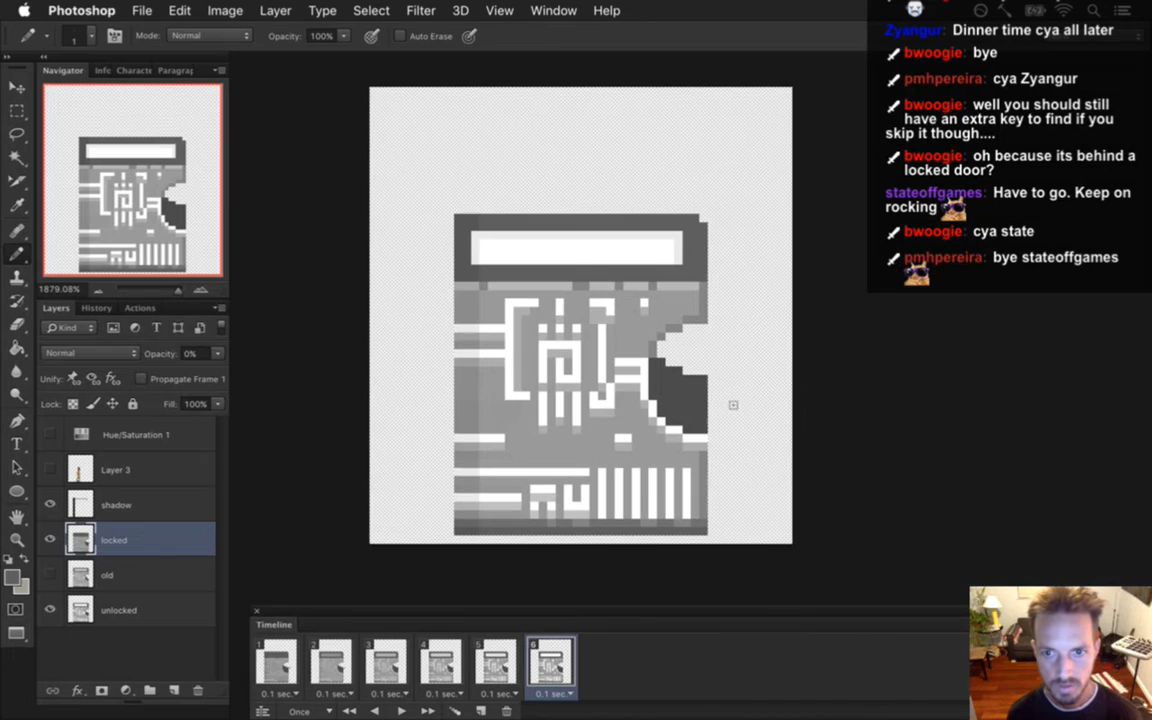 Photoshop File Edit Image Layer Type Select Filter 3D View Window Help
1 Mode: Normal Opacity: 100% Auto Erase
Navigator Info Characte Paragrap
1879.08%
Layers History Actions
Kind
Normal Opacity: 0%
Unify: Propagate Frame 1
Lock: Fill: 100%
Hue/Saturation 1
Layer 3
shadow
locked
old
unlocked
Timeline
1 2 3 4 5 6
0.1 sec. 0.1 sec. 0.1 sec. 0.1 sec. 0.1 sec. 0.1 sec.
Once
Zyangur: Dinner time cya all later
bwoogie: bye
pmhpereira: cya Zyangur
bwoogie: well you should still
have an extra key to find if you
skip it though....
bwoogie: oh because its behind a
locked door?
stateoffgames: Have to go. Keep on
rocking
bwoogie: cya state
pmhpereira: bye stateoffgames